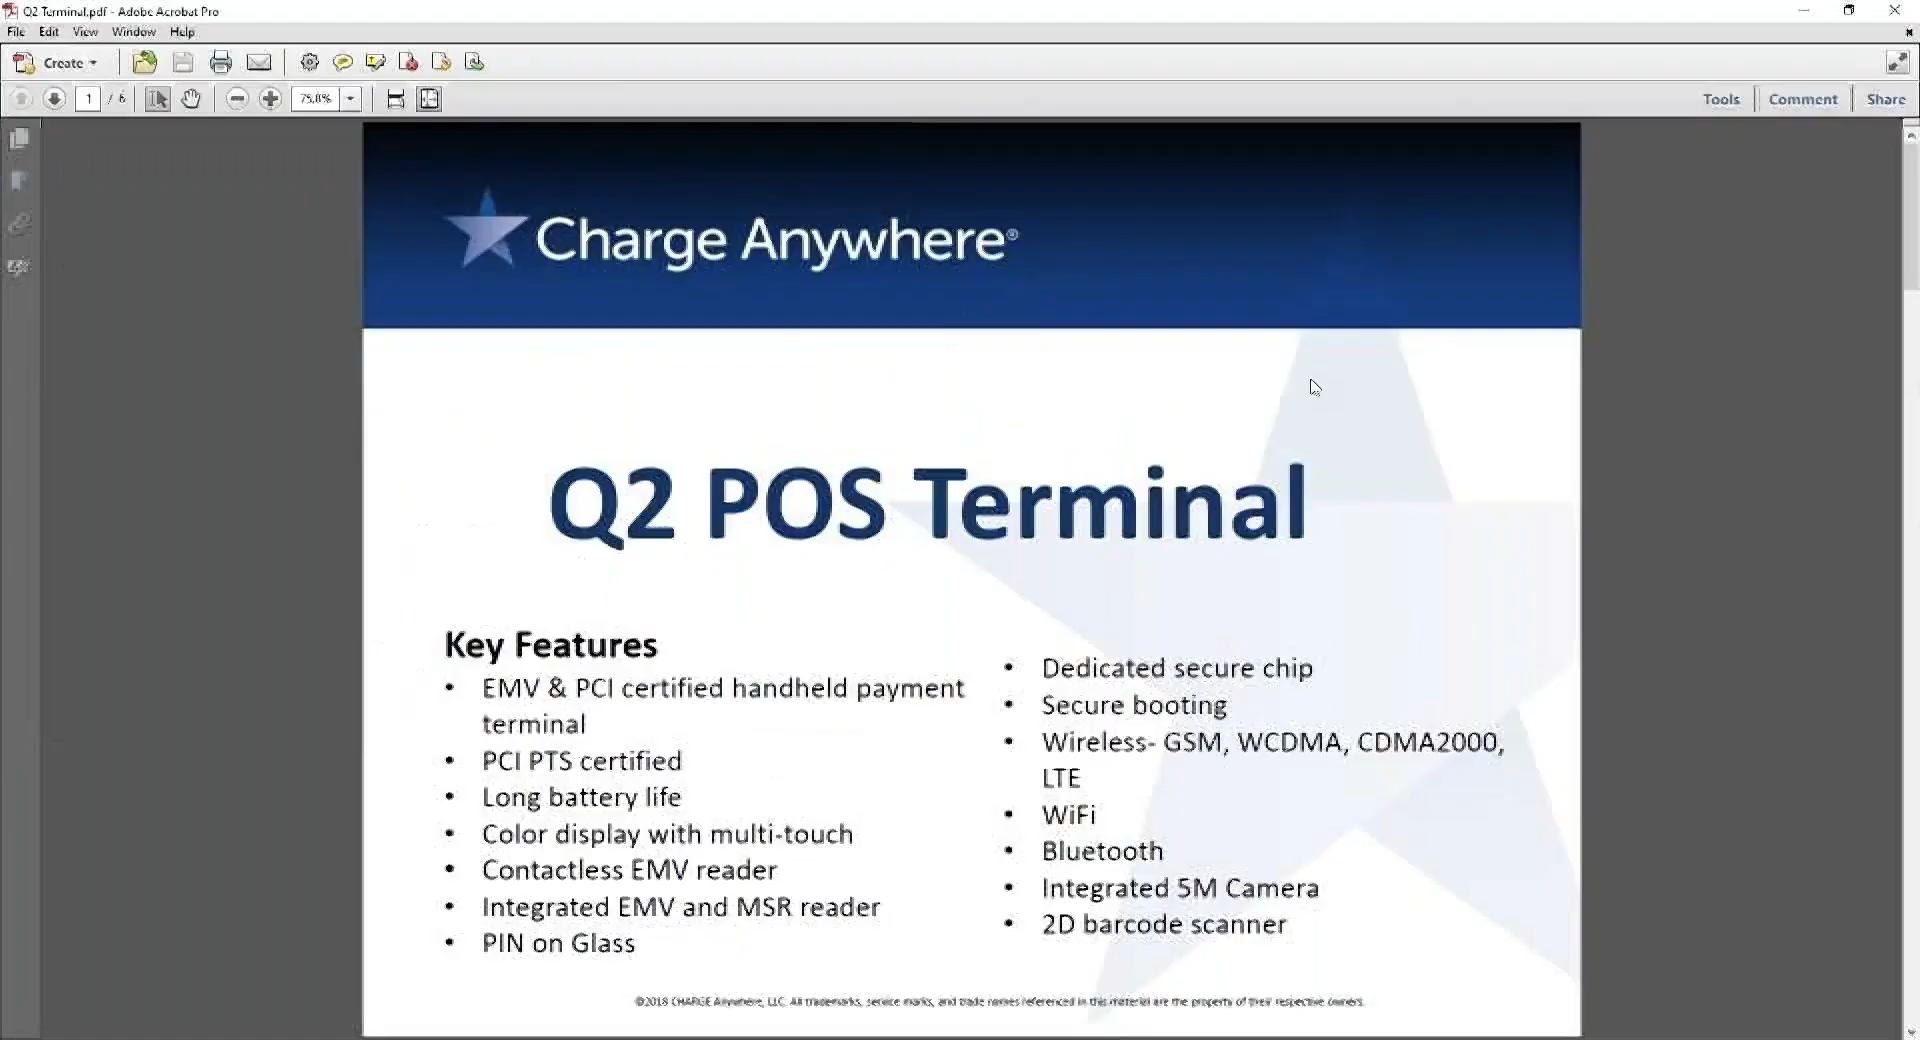 Q2 Terminal.pdf - Adobe Acrobat Pro
File Edit View Window Help
Create
1 / 6
75,8%
Tools Comment Share
Charge Anywhere®
Q2 POS Terminal
Key Features
• EMV & PCI certified handheld payment
terminal
• PCI PTS certified
• Long battery life
• Color display with multi-touch
• Contactless EMV reader
• Integrated EMV and MSR reader
• PIN on Glass
• Dedicated secure chip
• Secure booting
• Wireless- GSM, WCDMA, CDMA2000,
LTE
• WiFi
• Bluetooth
• Integrated 5M Camera
• 2D barcode scanner
©2018 CHARGE Anywhere, LLC. All trademarks, service marks, and trade names referenced in this material are the property of their respective owners.